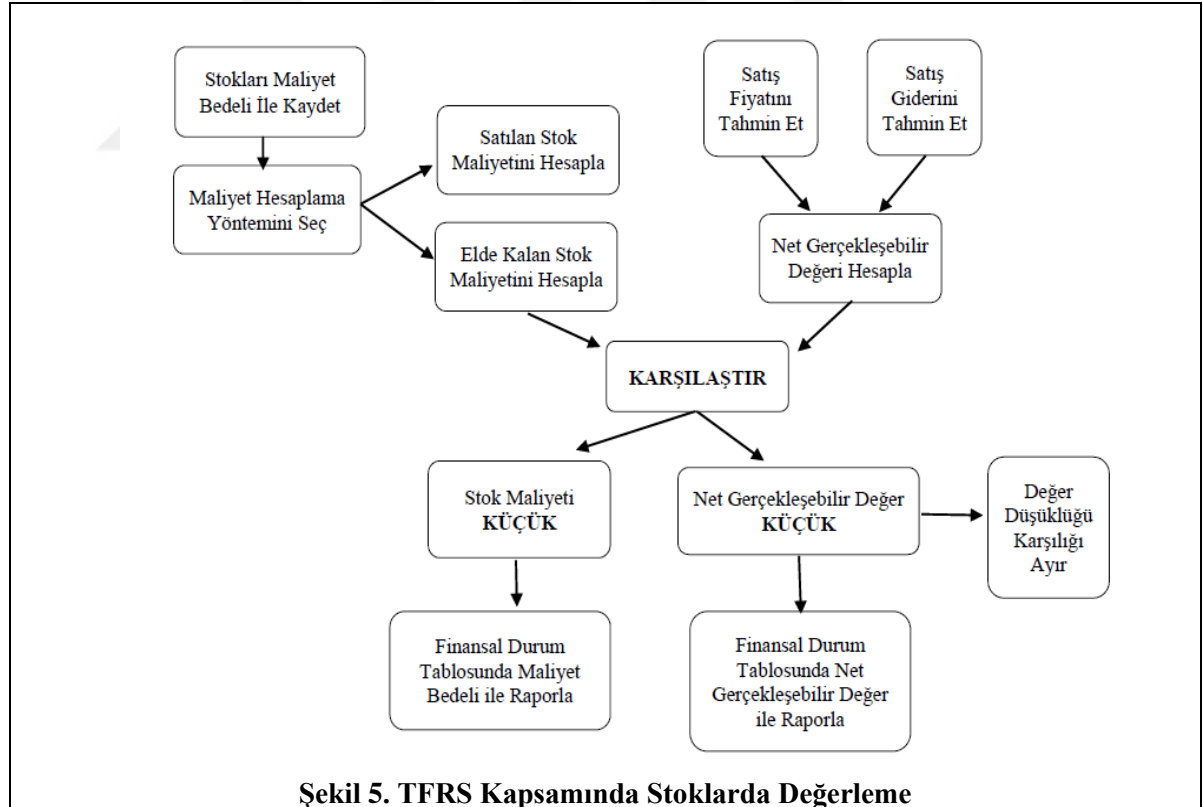 Stokları Maliyet
Bedeli İle Kaydet
Maliyet Hesaplama
Yöntemini Seç
Satılan Stok
Maliyetini Hesapla
Elde Kalan Stok
Maliyetini Hesapla
Satış
Fiyatını
Tahmin Et
Satış
Giderini
Tahmin Et
Net Gerçekleşebilir
Değeri Hesapla
KARŞILAŞTIR
Stok Maliyeti
KÜÇÜK
Net Gerçekleşebilir Değer
KÜÇÜK
Değer
Düşüklüğü
Karşılığı
Ayır
Finansal Durum
Tablosunda Maliyet
Bedeli ile Raporla
Finansal Durum
Tablosunda Net
Gerçekleşebilir Değer
ile Raporla
Şekil 5. TFRS Kapsamında Stoklarda Değerleme